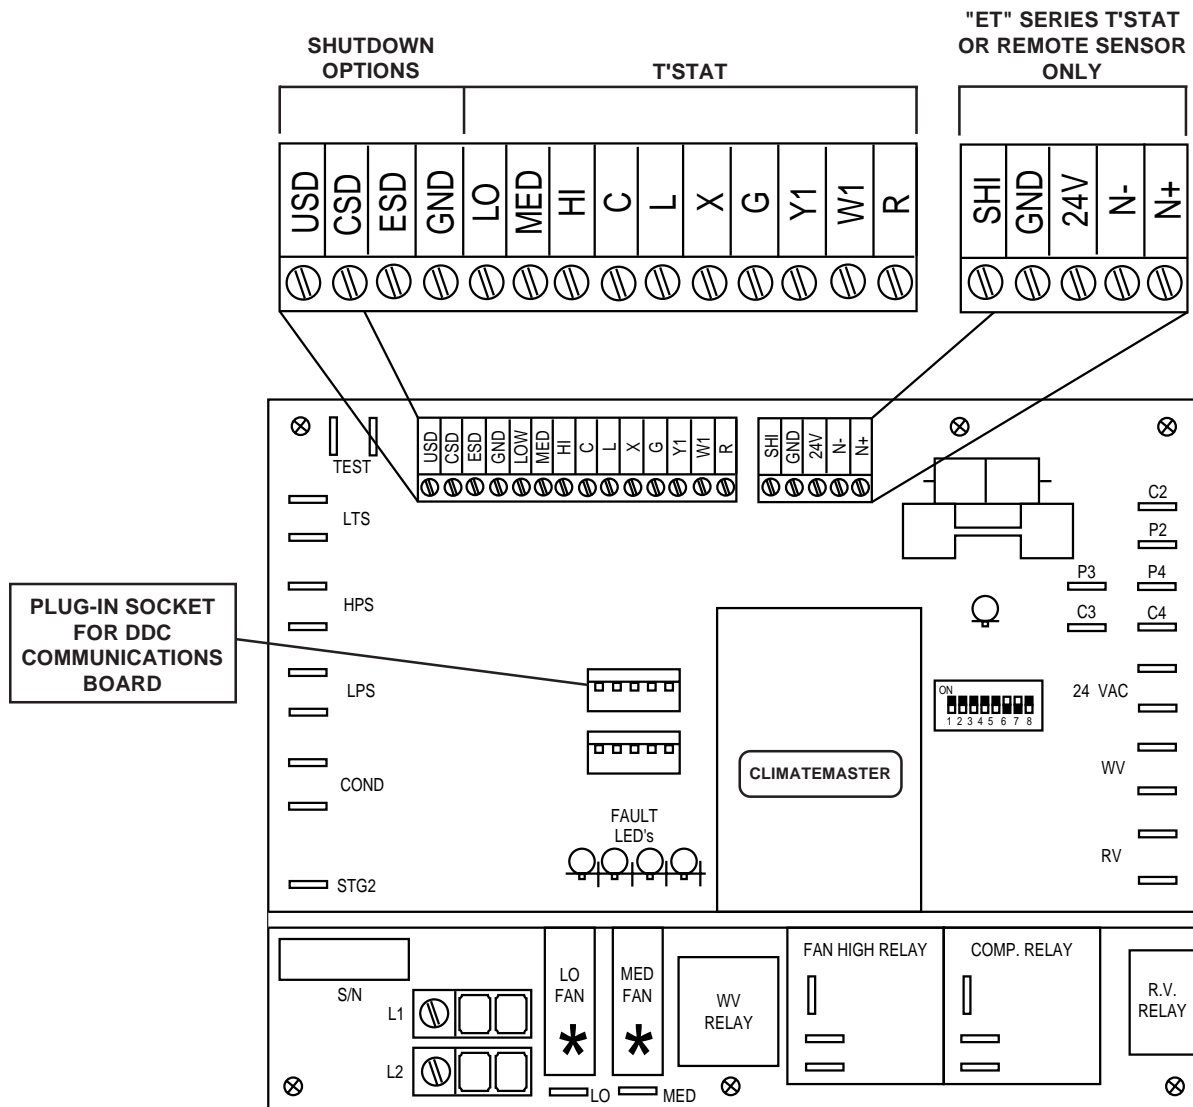 "ET" SERIES T'STAT
OR REMOTE SENSOR
ONLY
SHUTDOWN
OPTIONS
T'STAT
USD CSD ESD GND LO MED HI C L X G Y1 W1 R
SHI GND 24V N- N+
USD CSD ESD GND LOW MED HI C L X G Y1 W1 R
SHI GND 24V N- N+
TEST
LTS
C2
P2
HPS
P3
P4
C3
C4
PLUG-IN SOCKET
FOR DDC
COMMUNICATIONS
BOARD
LPS
ON
1 2 3 4 5 6 7 8
24 VAC
COND
CLIMATEMASTER
WV
FAULT
LED's
RV
STG2
S/N
L1
L2
LO
FAN
*
LO
MED
FAN
*
MED
WV
RELAY
FAN HIGH RELAY
COMP. RELAY
R.V.
RELAY